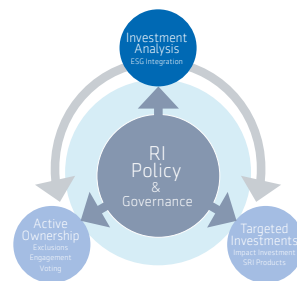 Investment
Analysis
ESG Integration
RI
Policy
&
Governance
Active
Ownership
Exclusions
Engagement
Voting
Targeted
Investments
Impact Investment
SRI Products